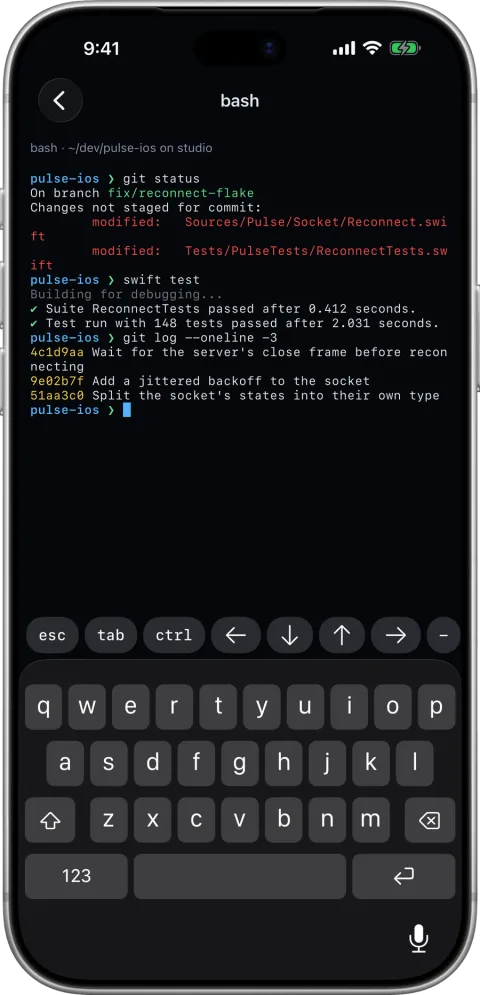 9:41
bash
bash · ~/dev/pulse-ios on studio
pulse-ios ❯ git status
On branch fix/reconnect-flake
Changes not staged for commit:
modified:   Sources/Pulse/Socket/Reconnect.swi
ft
modified:   Tests/PulseTests/ReconnectTests.sw
ift
pulse-ios ❯ swift test
Building for debugging...
✔ Suite ReconnectTests passed after 0.412 seconds.
✔ Test run with 148 tests passed after 2.031 seconds.
pulse-ios ❯ git log --oneline -3
4c1d9aa Wait for the server's close frame before recon
necting
9e02b7f Add a jittered backoff to the socket
51aa3c0 Split the socket's states into their own type
pulse-ios ❯
esc tab ctrl ← ↓ ↑ → –
q w e r t y u i o p
a s d f g h j k l
z x c v b n m
123